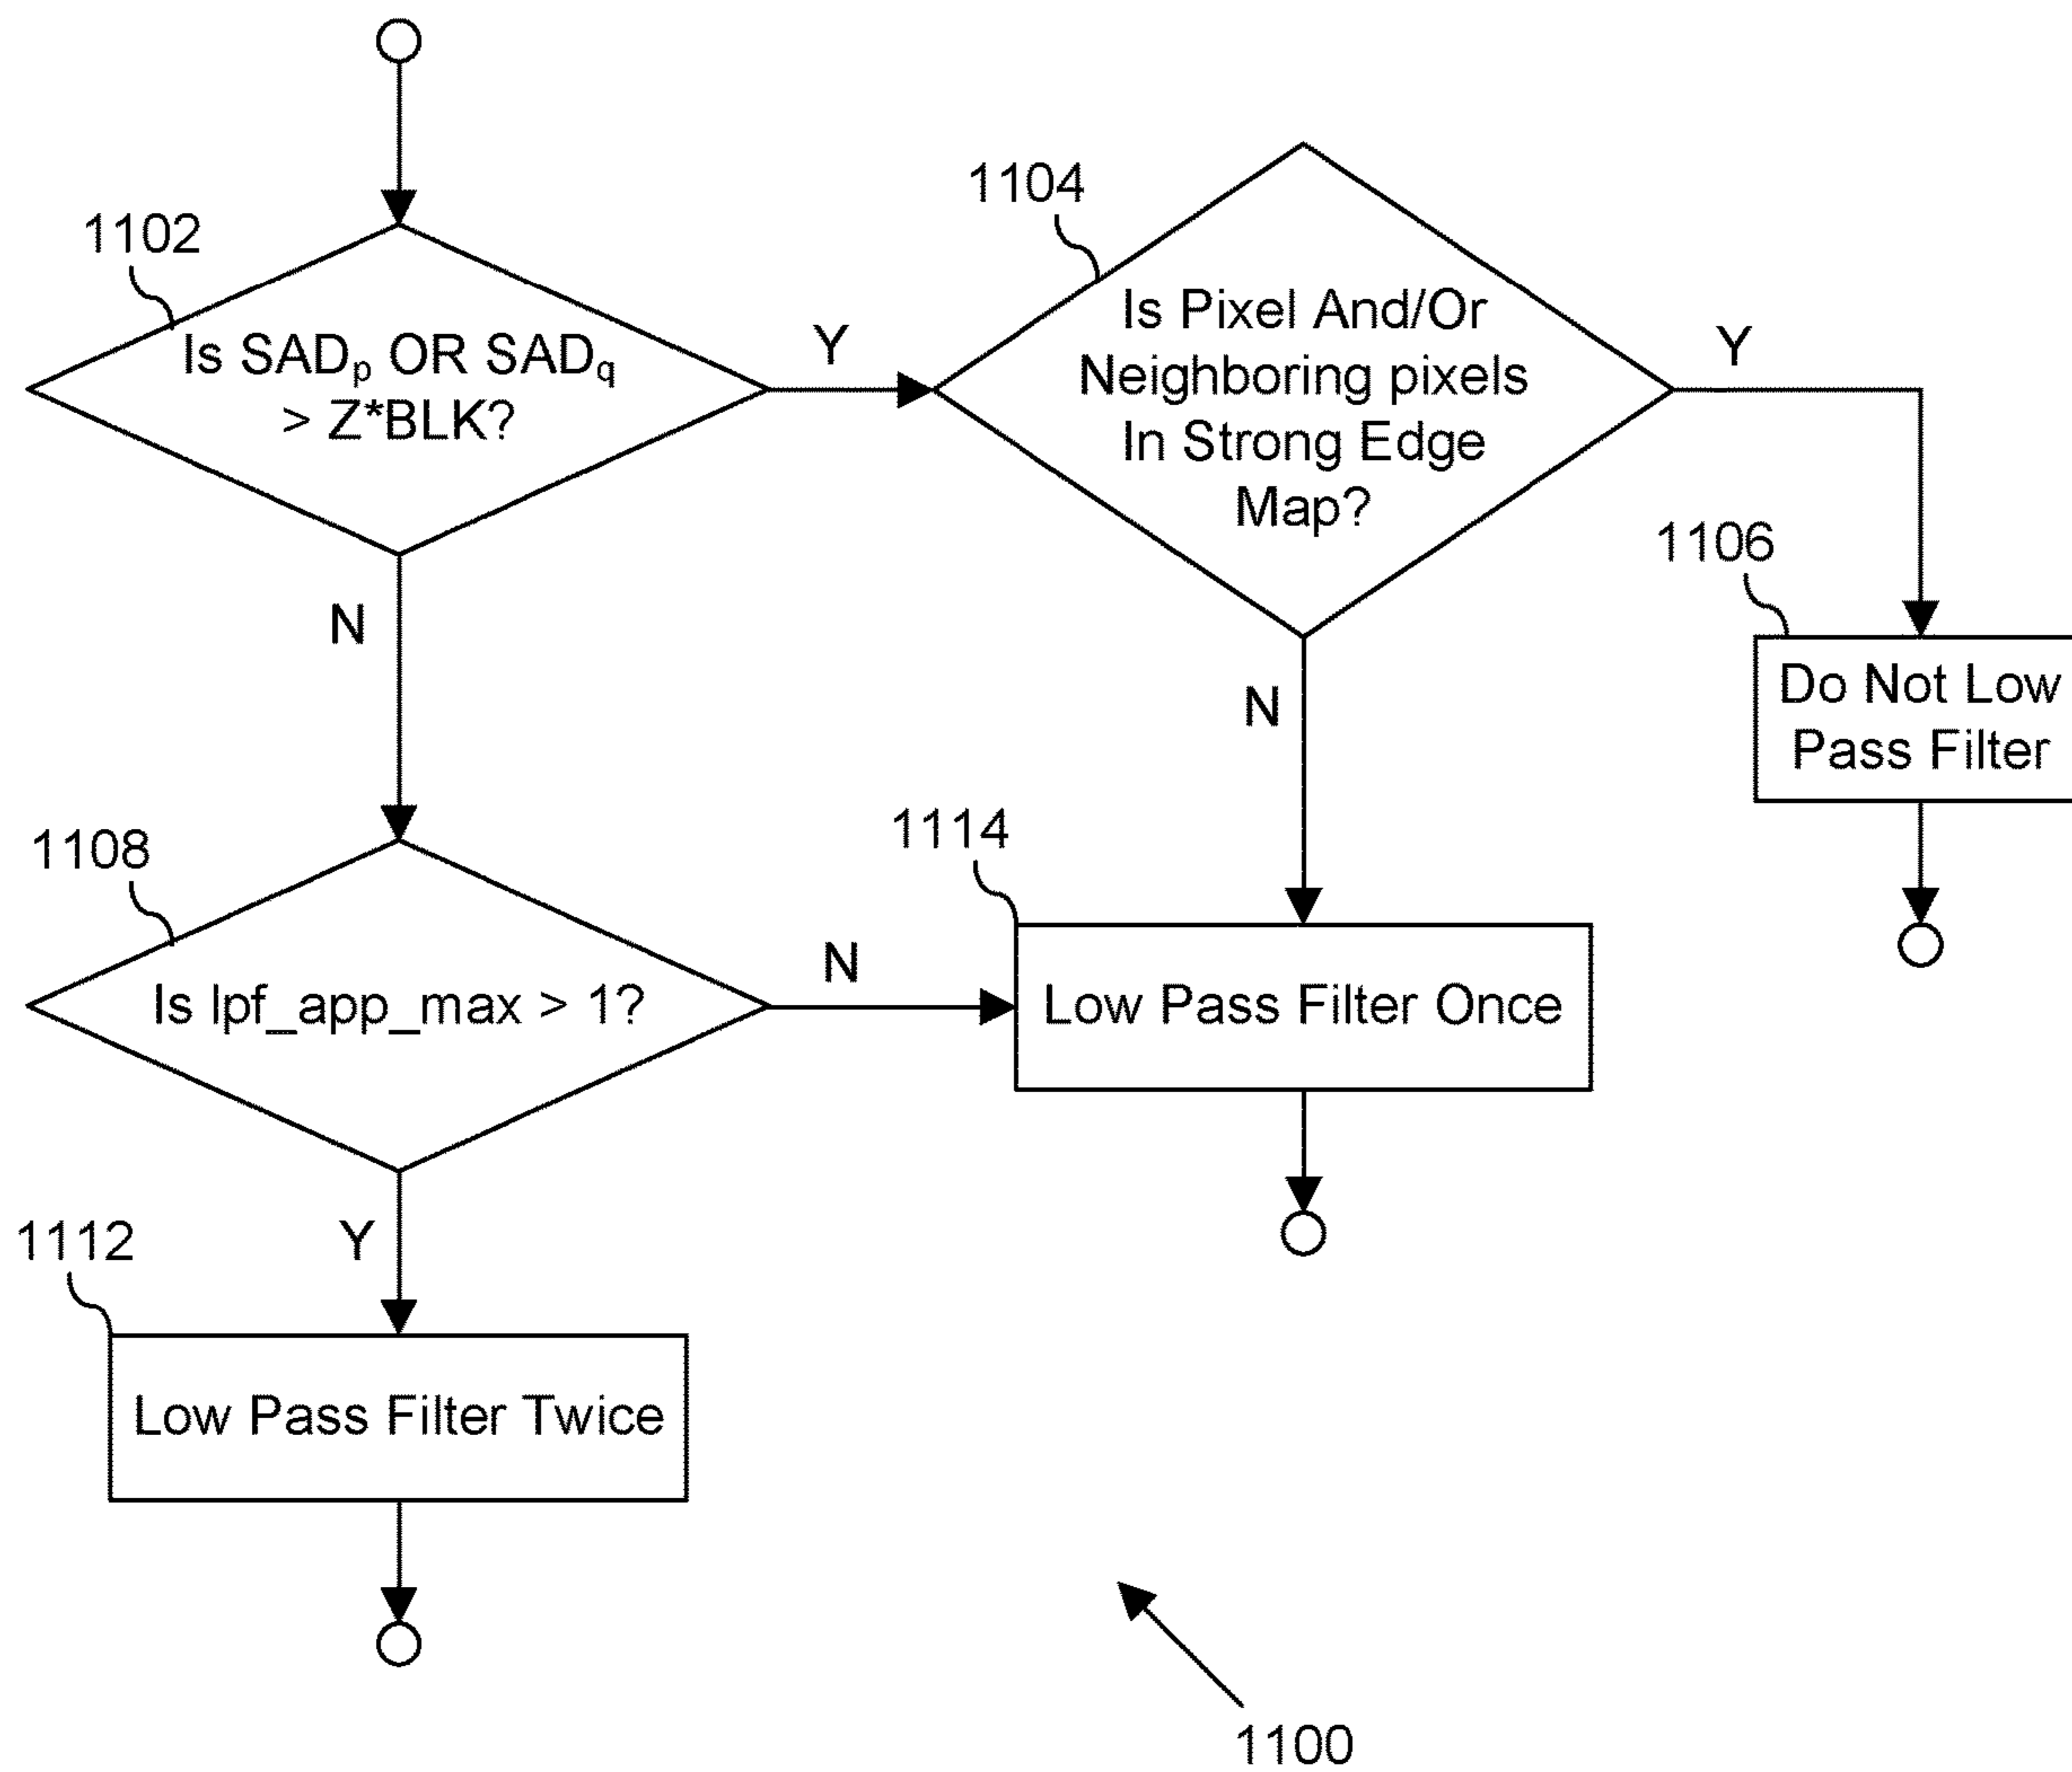 1102
Is SADp OR SADq
> Z*BLK?
Y
N
1104
Is Pixel And/Or
Neighboring pixels
In Strong Edge
Map?
Y
N
1106
Do Not Low
Pass Filter
1108
Is lpf_app_max > 1?
N
Y
1114
Low Pass Filter Once
1112
Low Pass Filter Twice
1100